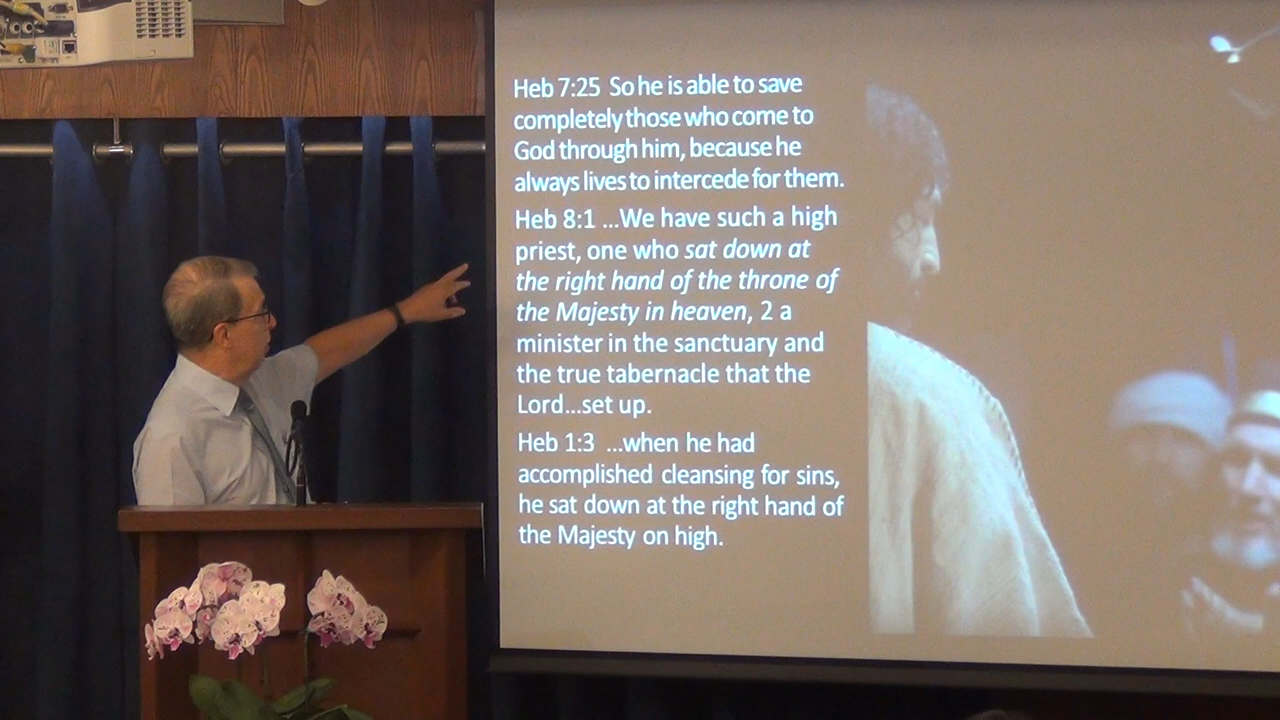 Heb 7:25 So he is able to save
completely those who come to
God through him, because he
always lives to intercede for them.
Heb 8:1 ...We have such a high
priest, one who sat down at
the right hand of the throne of
the Majesty in heaven, 2 a
minister in the sanctuary and
the true tabernacle that the
Lord...set up.
Heb 1:3 ...when he had
accomplished cleansing for sins,
he sat down at the right hand of
the Majesty on high.